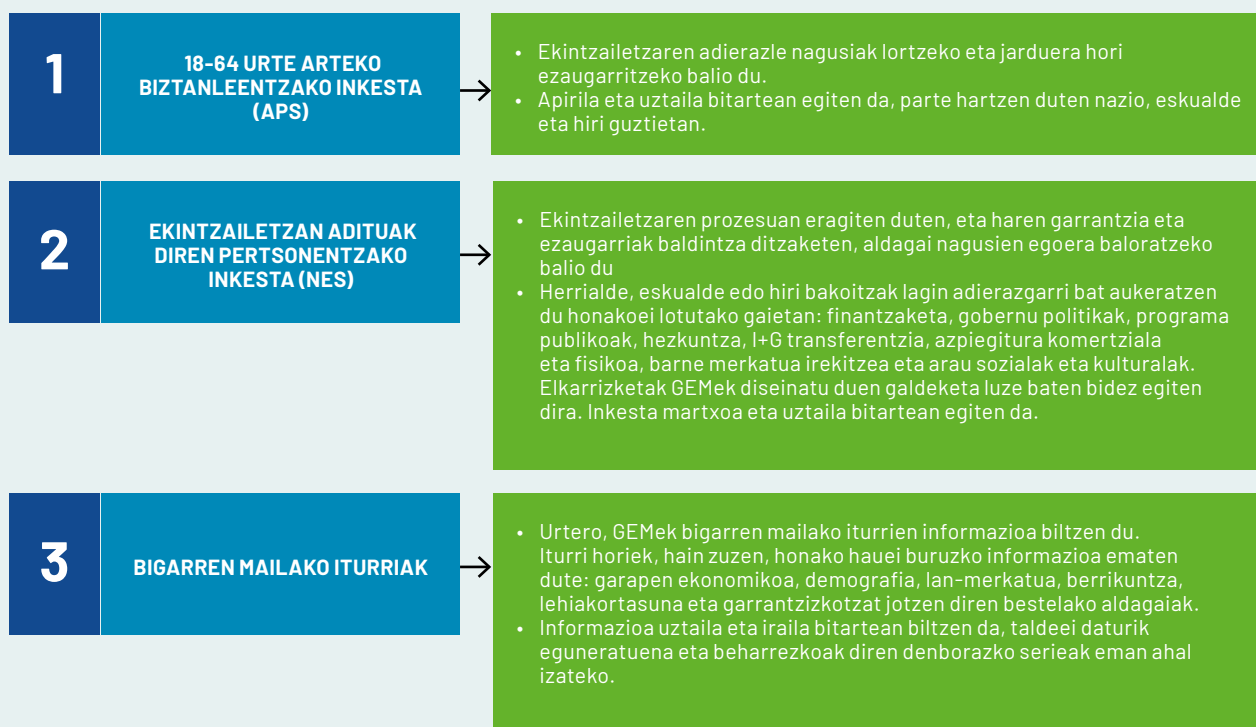 1
18-64 URTE ARTEKO
BIZTANLEENTZAKO INKESTA
(APS)
• Ekintzailetzaren adierazle nagusiak lortzeko eta jarduera hori
ezaugarritzeko balio du.
• Apirila eta uztaila bitartean egiten da, parte hartzen duten nazio, eskualde
eta hiri guztietan.
2
EKINTZAILETZAN ADITUAK
DIREN PERTSONENTZAKO
INKESTA (NES)
• Ekintzailetzaren prozesuan eragiten duten, eta haren garrantzia eta
ezaugarriak baldintza ditzaketen, aldagai nagusien egoera baloratzeko
balio du
• Herrialde, eskualde edo hiri bakoitzak lagin adierazgarri bat aukeratzen
du honakoei lotutako gaietan: finantzaketa, gobernu politikak, programa
publikoak, hezkuntza, I+G transferentzia, azpiegitura komertziala
eta fisikoa, barne merkatua irekitzea eta arau sozialak eta kulturalak.
Elkarrizketak GEMek diseinatu duen galdeketa luze baten bidez egiten
dira. Inkesta martxoa eta uztaila bitartean egiten da.
3
BIGARREN MAILAKO ITURRIAK
• Urtero, GEMek bigarren mailako iturrien informazioa biltzen du.
Iturri horiek, hain zuzen, honako hauei buruzko informazioa ematen
dute: garapen ekonomikoa, demografia, lan-merkatua, berrikuntza,
lehiakortasuna eta garrantzizkotzat jotzen diren bestelako aldagaiak.
• Informazioa uztaila eta iraila bitartean biltzen da, taldeei daturik
eguneratuena eta beharrezkoak diren denborazko serieak eman ahal
izateko.